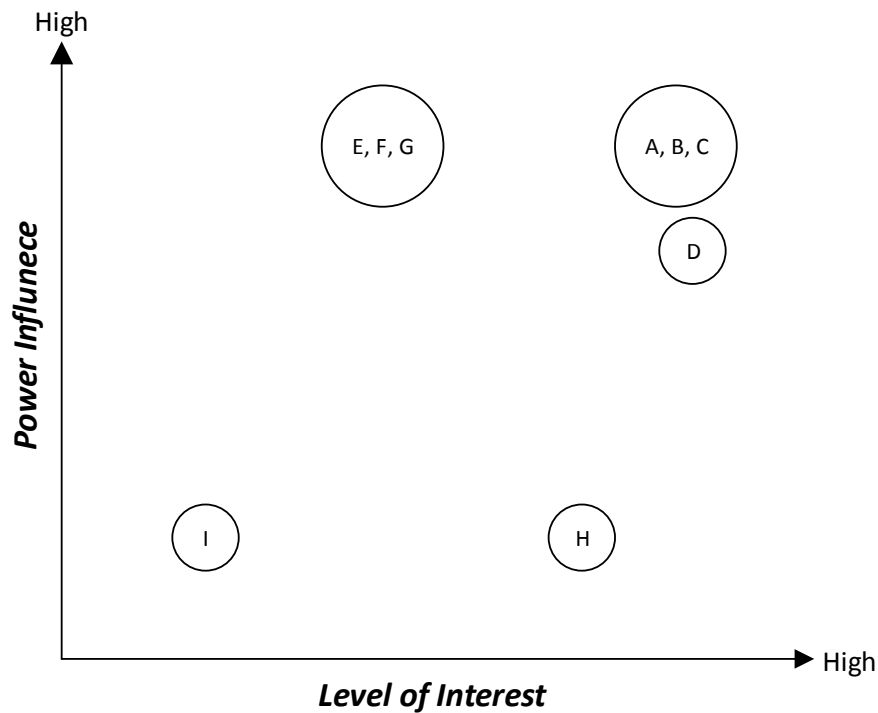 High
E, F, G
A, B, C
D
Power Influnece
I
H
High
Level of Interest